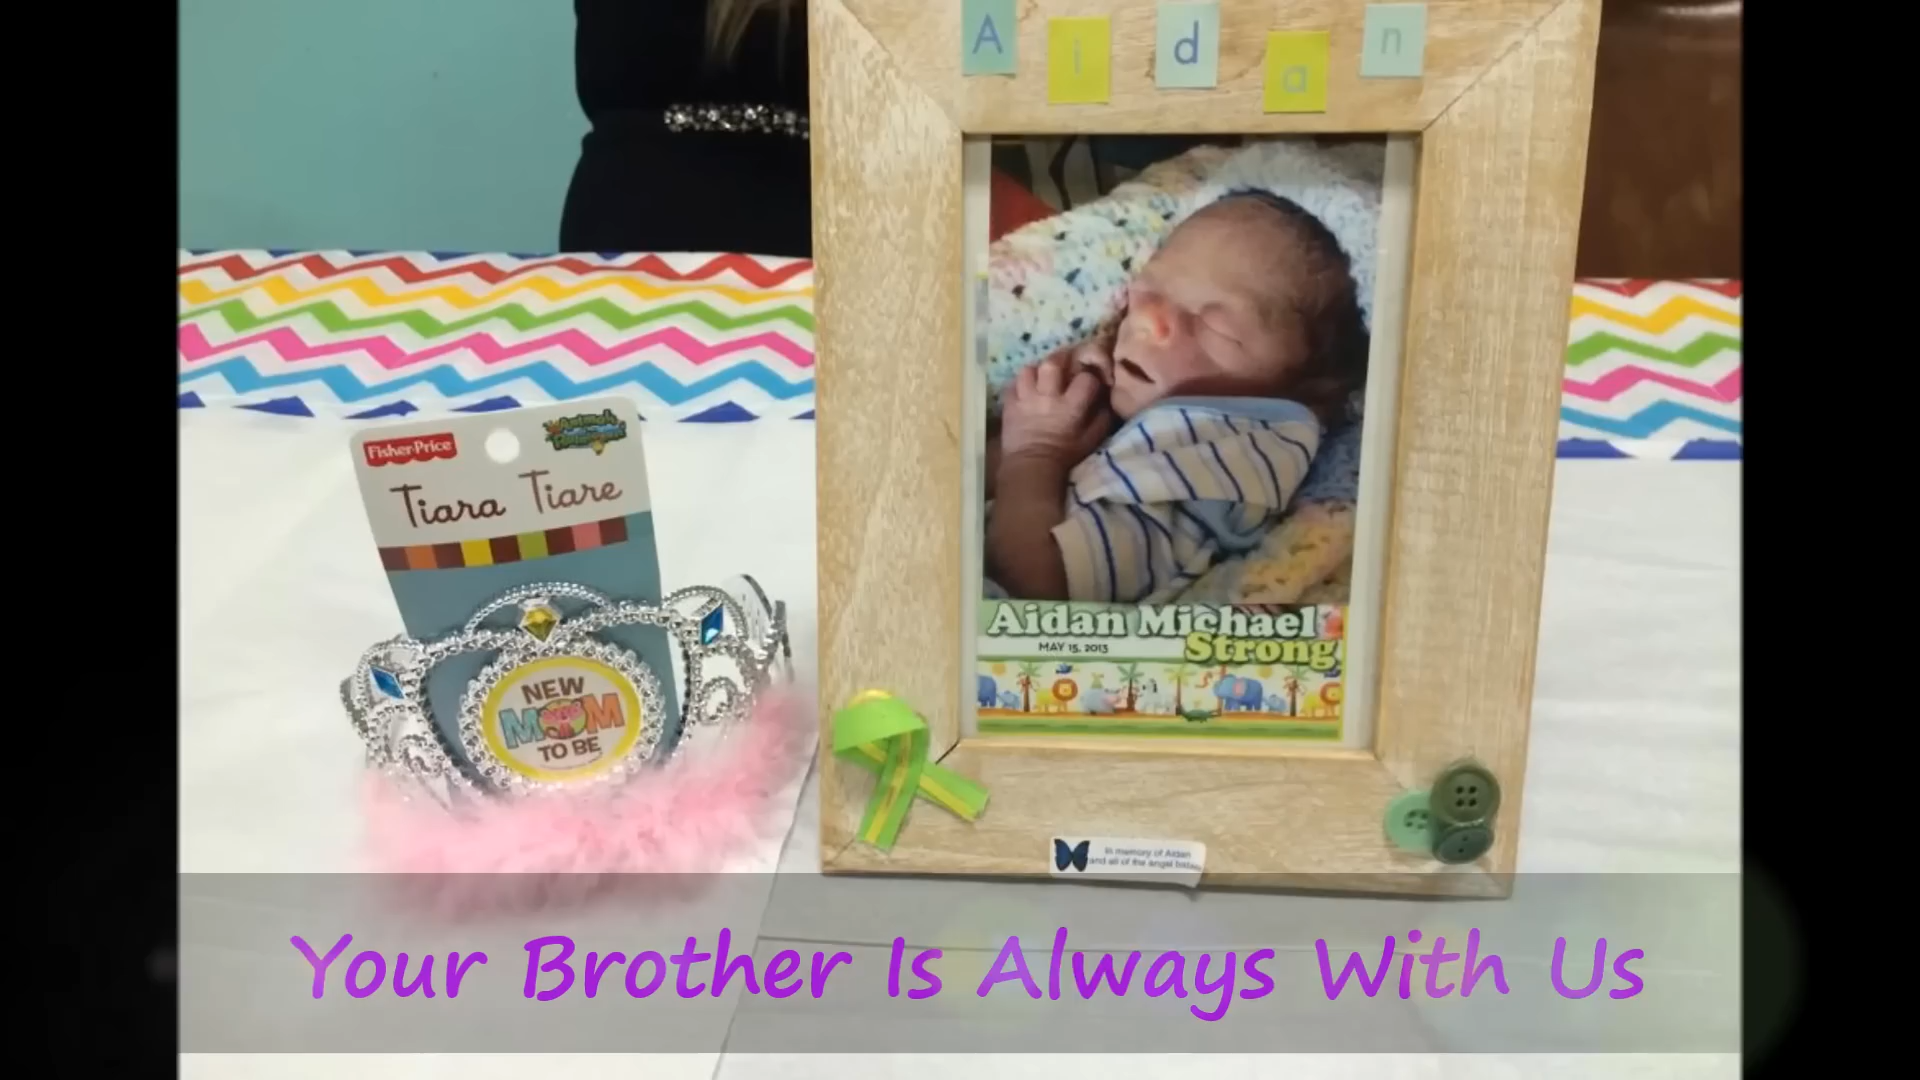 Aidan
Fisher-Price
Tiara Tiare
NEW
MOM
TO BE
Aidan Michael
Strong
MAY 15, 2013
In memory of Aidan
and all of the angel babies
Your Brother Is Always With Us